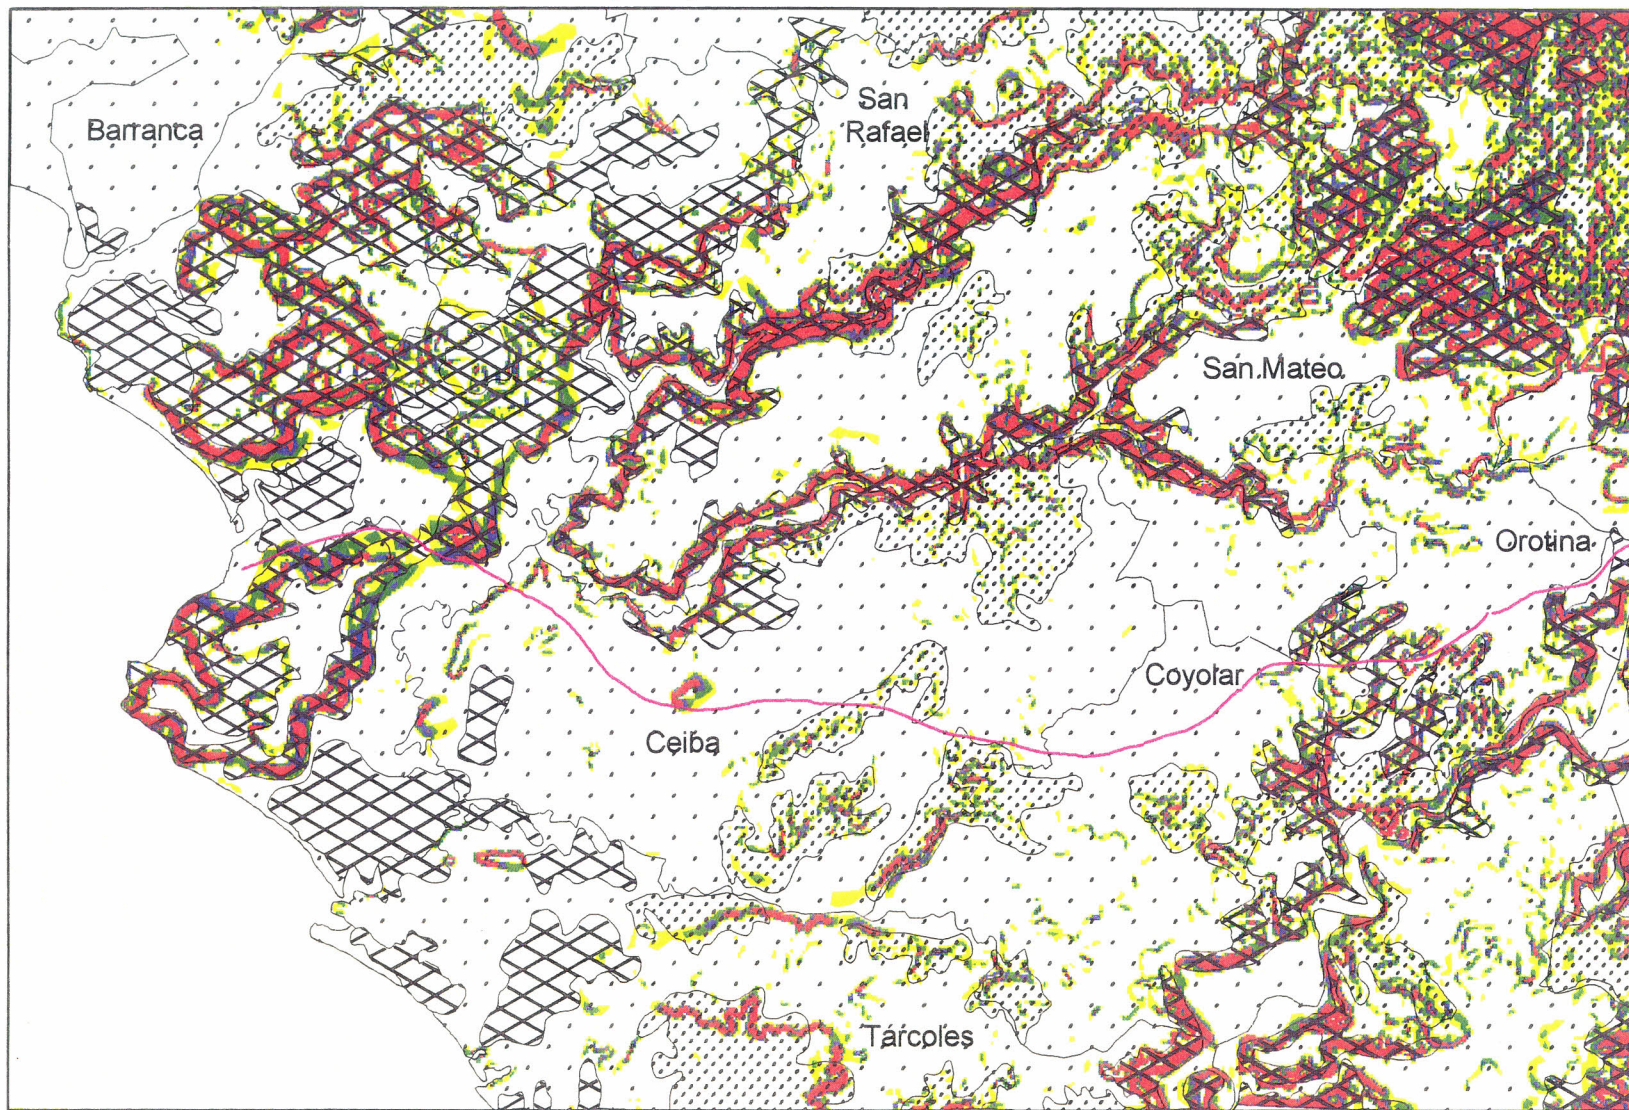 San
Rafael
Barranca
San Mateo
Orotina
Coyolar
Ceiba
Tárcoles